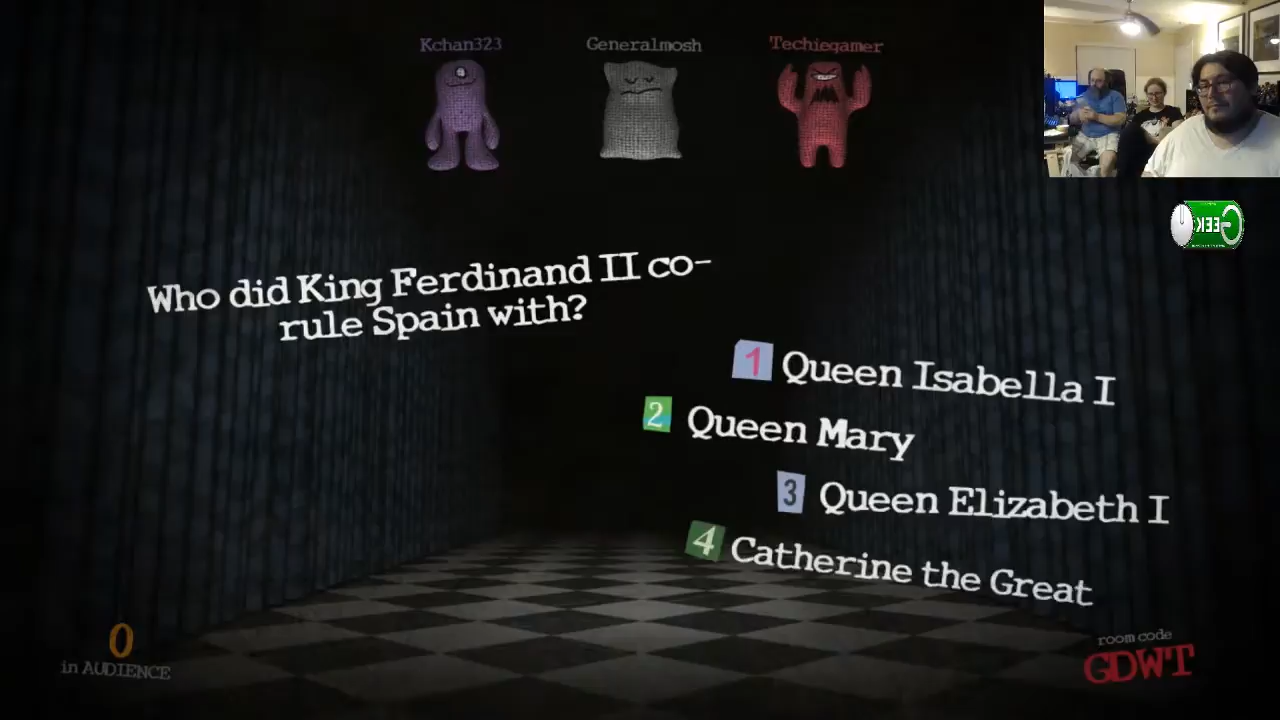 Kchan323
Generalmosh
Techiegamer
GEEK
Who did King Ferdinand II co-
rule Spain with?
1 Queen Isabella I
2 Queen Mary
3 Queen Elizabeth I
4 Catherine the Great
0
in AUDIENCE
room code
GDWT